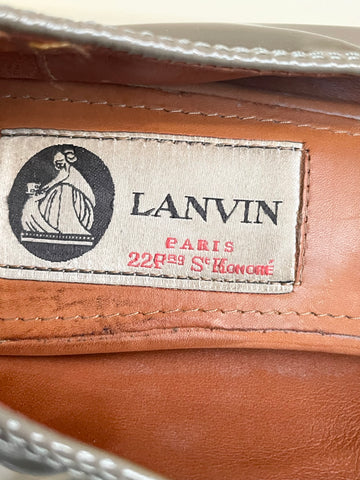 LANVIN
PARIS
22 Fbg St Honoré